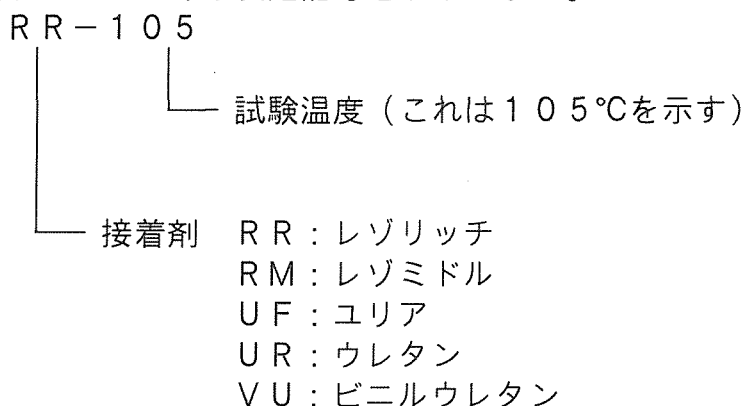 RR-105
試験温度(これは105℃を示す)
接着剤 RR:レゾリッチ
RM:レゾミドル
UF:ユリア
UR:ウレタン
VU:ビニルウレタン